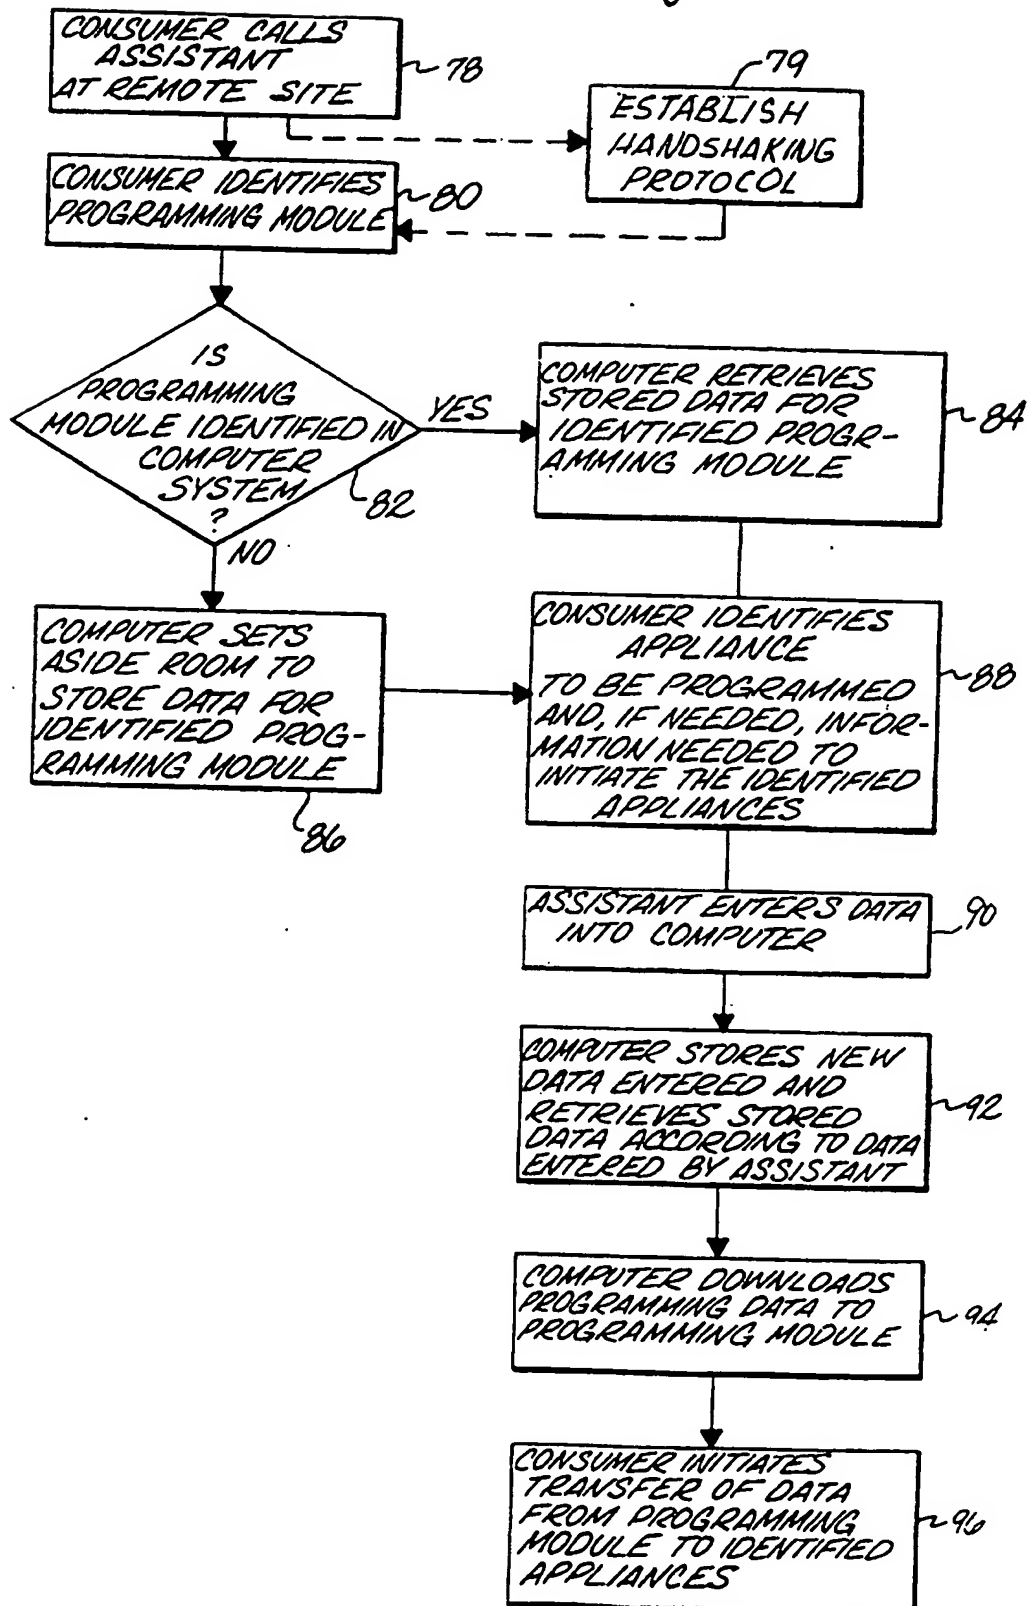 CONSUMER CALLS
ASSISTANT
AT REMOTE SITE
78
79
ESTABLISH
HANDSHAKING
PROTOCOL
CONSUMER IDENTIFIES
PROGRAMMING MODULE
80
IS
PROGRAMMING
MODULE IDENTIFIED IN
COMPUTER
SYSTEM
?
82
YES
NO
COMPUTER RETRIEVES
STORED DATA FOR
IDENTIFIED PROGR-
AMMING MODULE
84
COMPUTER SETS
ASIDE ROOM TO
STORE DATA FOR
IDENTIFIED PROG-
RAMMING MODULE
86
CONSUMER IDENTIFIES
APPLIANCE
TO BE PROGRAMMED
AND, IF NEEDED, INFOR-
MATION NEEDED TO
INITIATE THE IDENTIFIED
APPLIANCES
88
ASSISTANT ENTERS DATA
INTO COMPUTER
90
COMPUTER STORES NEW
DATA ENTERED AND
RETRIEVES STORED
DATA ACCORDING TO DATA
ENTERED BY ASSISTANT
92
COMPUTER DOWNLOADS
PROGRAMMING DATA TO
PROGRAMMING MODULE
94
CONSUMER INITIATES
TRANSFER OF DATA
FROM PROGRAMMING
MODULE TO IDENTIFIED
APPLIANCES
96